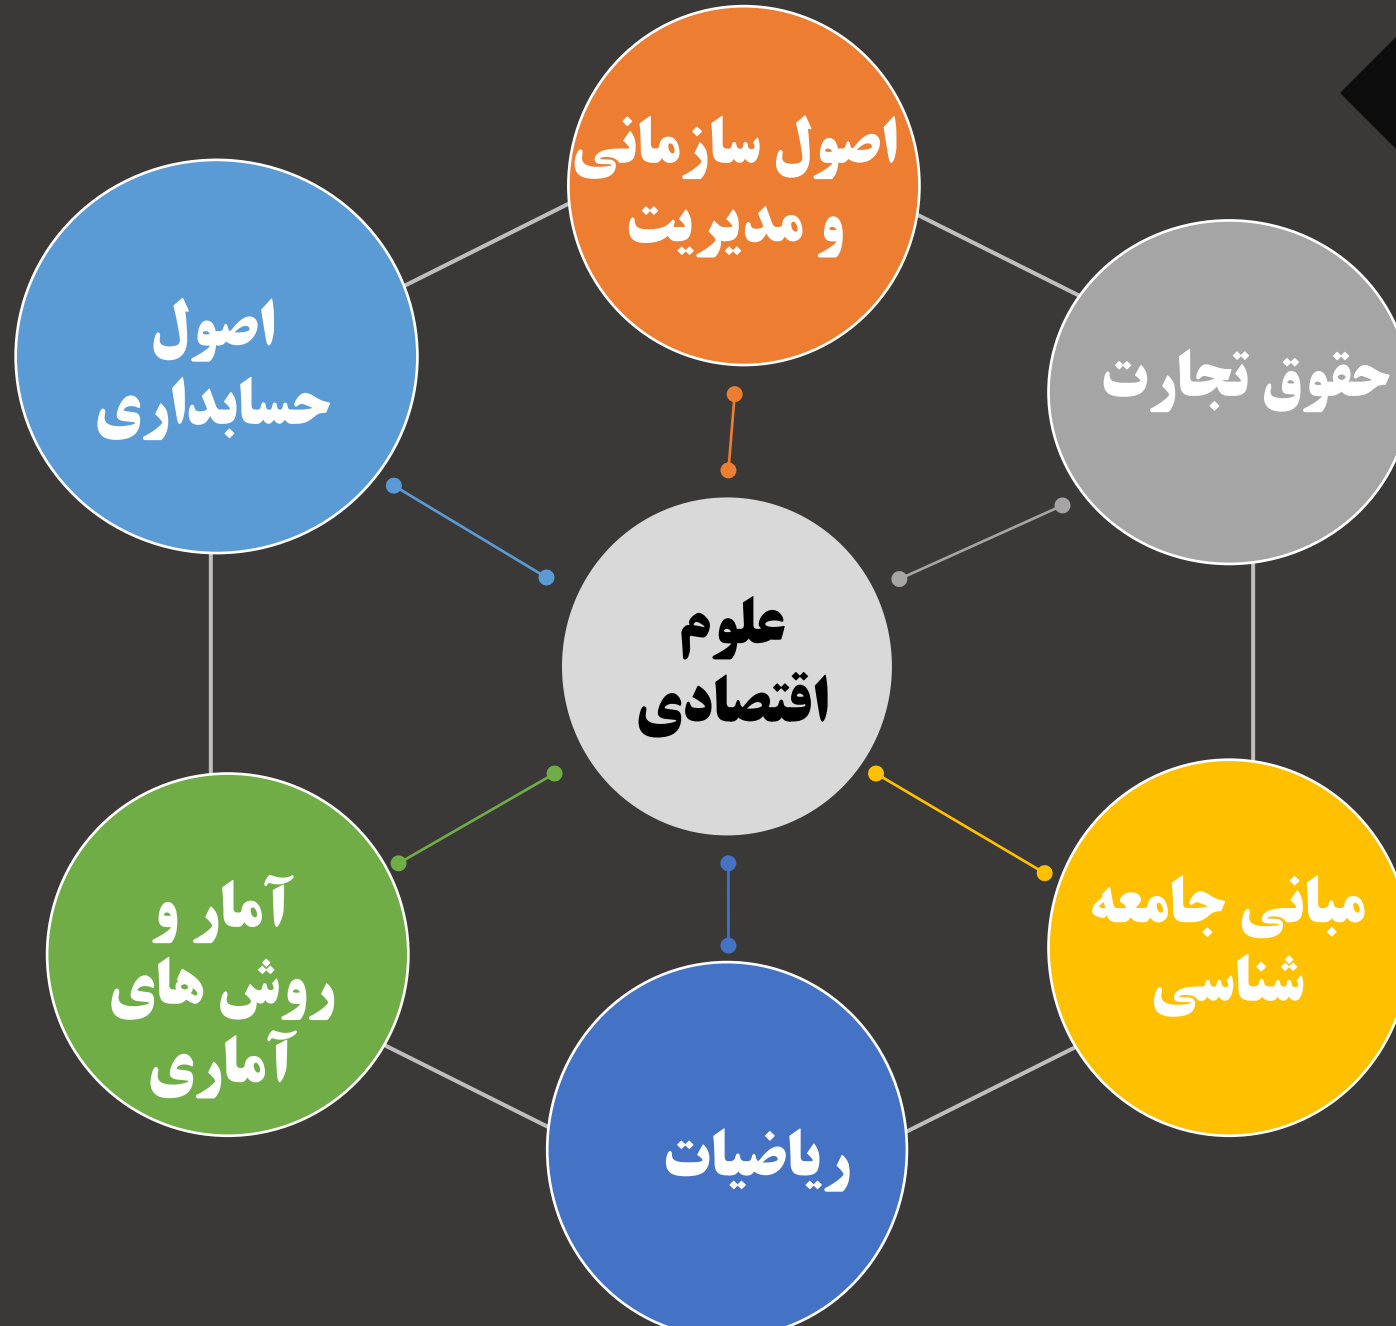 اصول سازمانی
و مدیریت
حقوق تجارت
اصول
حسابداری
علوم
اقتصادی
مبانی جامعه
شناسی
آمار و
روش های
آماری
ریاضیات